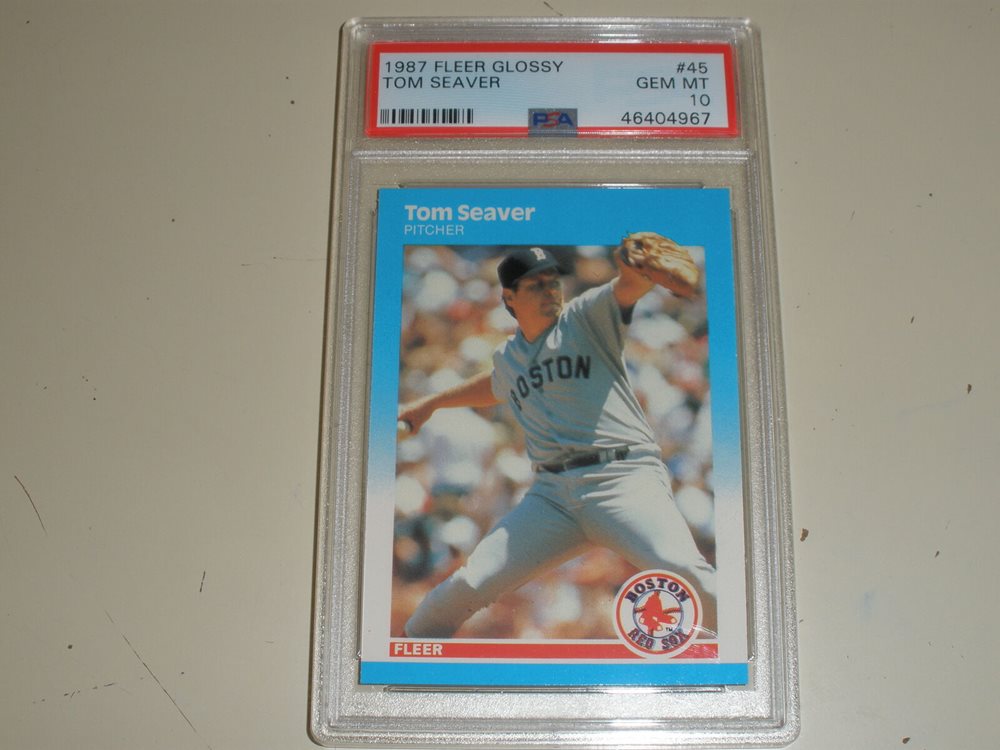 1987 FLEER GLOSSY #45
TOM SEAVER GEM MT
10
PSA 46404967
Tom Seaver
PITCHER
B
BOSTON
BOSTON
RED SOX
TM
FLEER